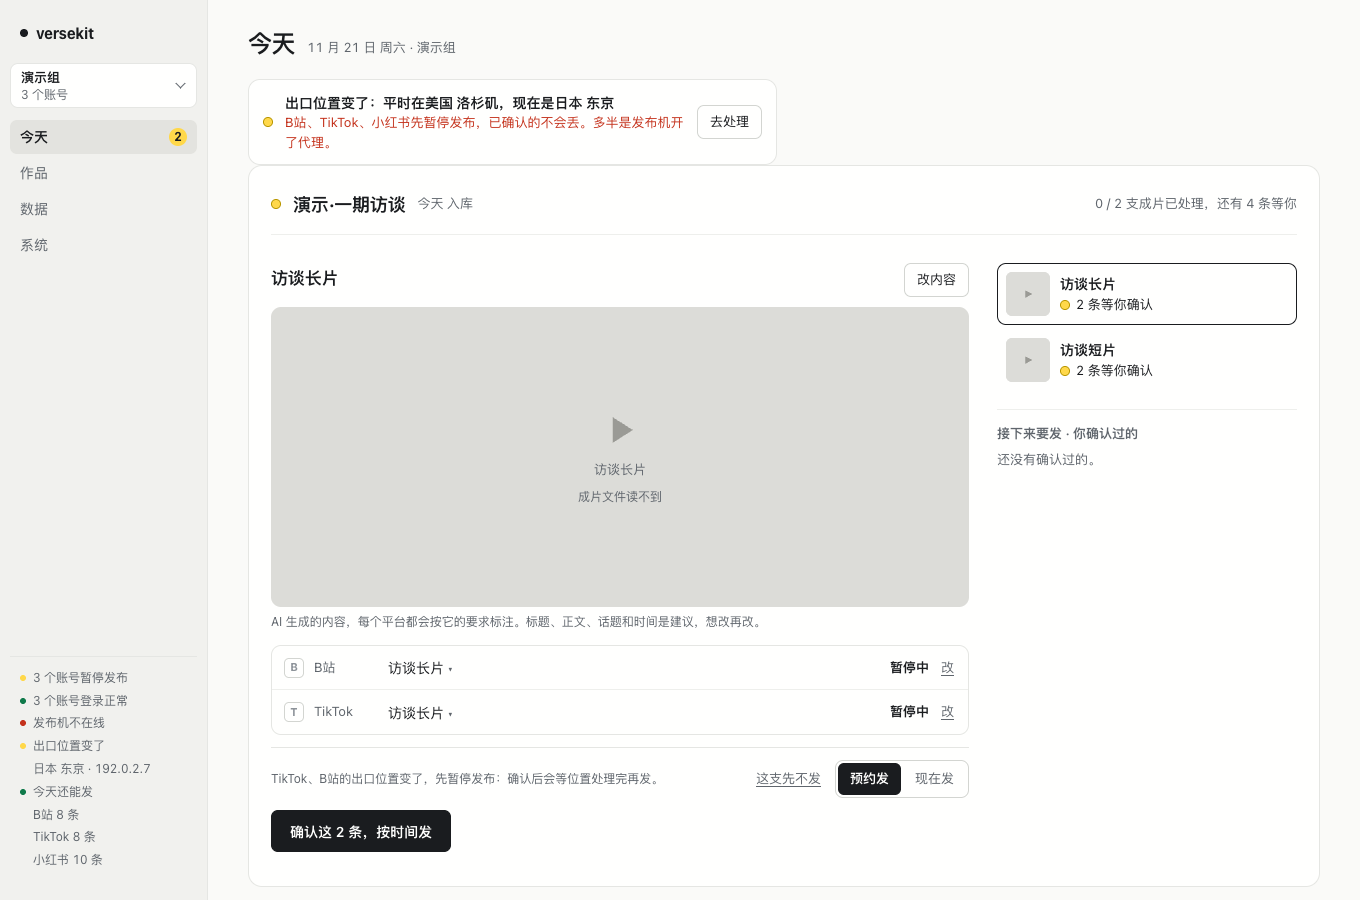 versekit
演示组
3 个账号
今天
2
作品
数据
系统
3 个账号暂停发布
3 个账号登录正常
发布机不在线
出口位置变了
日本 东京 · 192.0.2.7
今天还能发
B站 8 条
TikTok 8 条
小红书 10 条
今天 11 月 21 日 周六 · 演示组
出口位置变了：平时在美国 洛杉矶，现在是日本 东京
B站、TikTok、小红书先暂停发布，已确认的不会丢。多半是发布机开
了代理。
去处理
演示·一期访谈 今天 入库
0 / 2 支成片已处理，还有 4 条等你
访谈长片
改内容
访谈长片
成片文件读不到
AI 生成的内容，每个平台都会按它的要求标注。标题、正文、话题和时间是建议，想改再改。
B B站 访谈长片 暂停中 改
T TikTok 访谈长片 暂停中 改
TikTok、B站的出口位置变了，先暂停发布：确认后会等位置处理完再发。
这支先不发 预约发 现在发
确认这 2 条，按时间发
访谈长片
2 条等你确认
访谈短片
2 条等你确认
接下来要发 · 你确认过的
还没有确认过的。